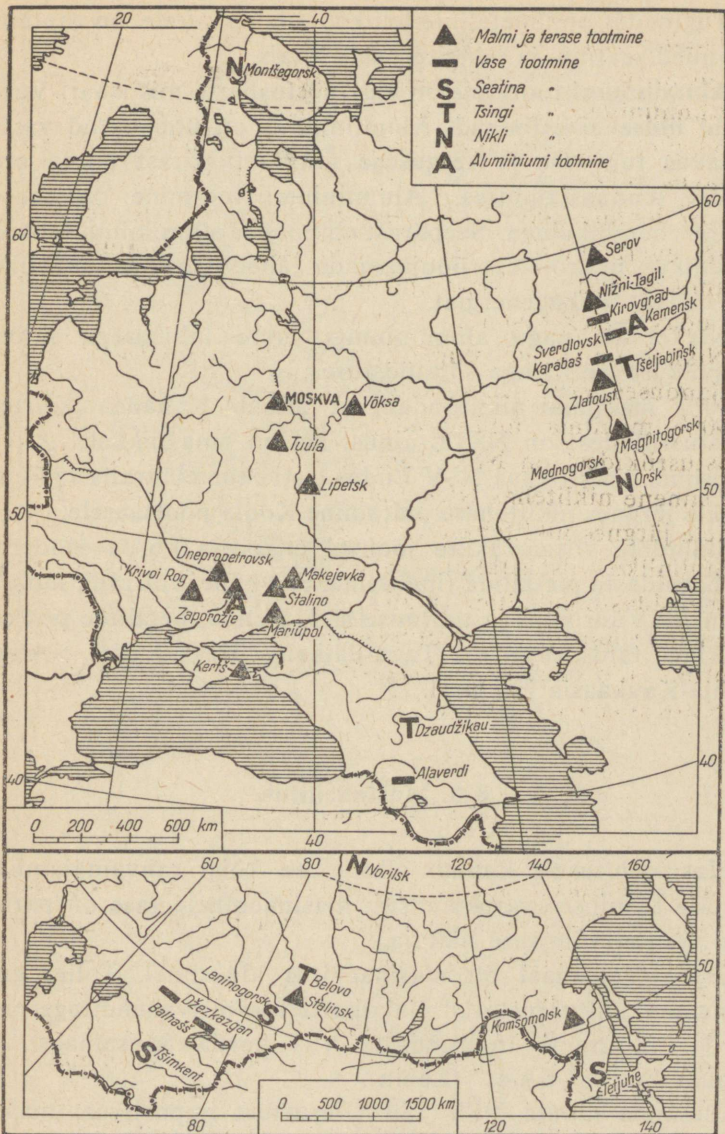 20
40
Malmi ja terase tootmine
Vase tootmine
S Seatina "
T Tsingi "
N Nikli "
A Alumiiniumi tootmine
N Montšegorsk
60
60
Serov
Nižni-Tagil
Kirovgrad
A
Kamensk
Sverdlovsk
Karabaš
T Tšeljabinsk
Zlatoust
MOSKVA
Võksa
Tuula
Magnitogorsk
Lipetsk
Mednogorsk
N Orsk
50
50
Dnepropetrovsk
Krivoi Rog
Makejevka
Stalino
A
Zaporožje
Mariupol
Kertš
T Dzaudžikau
Alaverdi
40
40
0 200 400 600 km
40
60
80
N Norilsk
120
140
160
50
Leninogorsk
S
T Belovo
Stalinsk
Džezkazgan
Balhašš
Komsomolsk
S Tšimkent
S
Tetjuhe
0 500 1000 1500 km
80
120
140